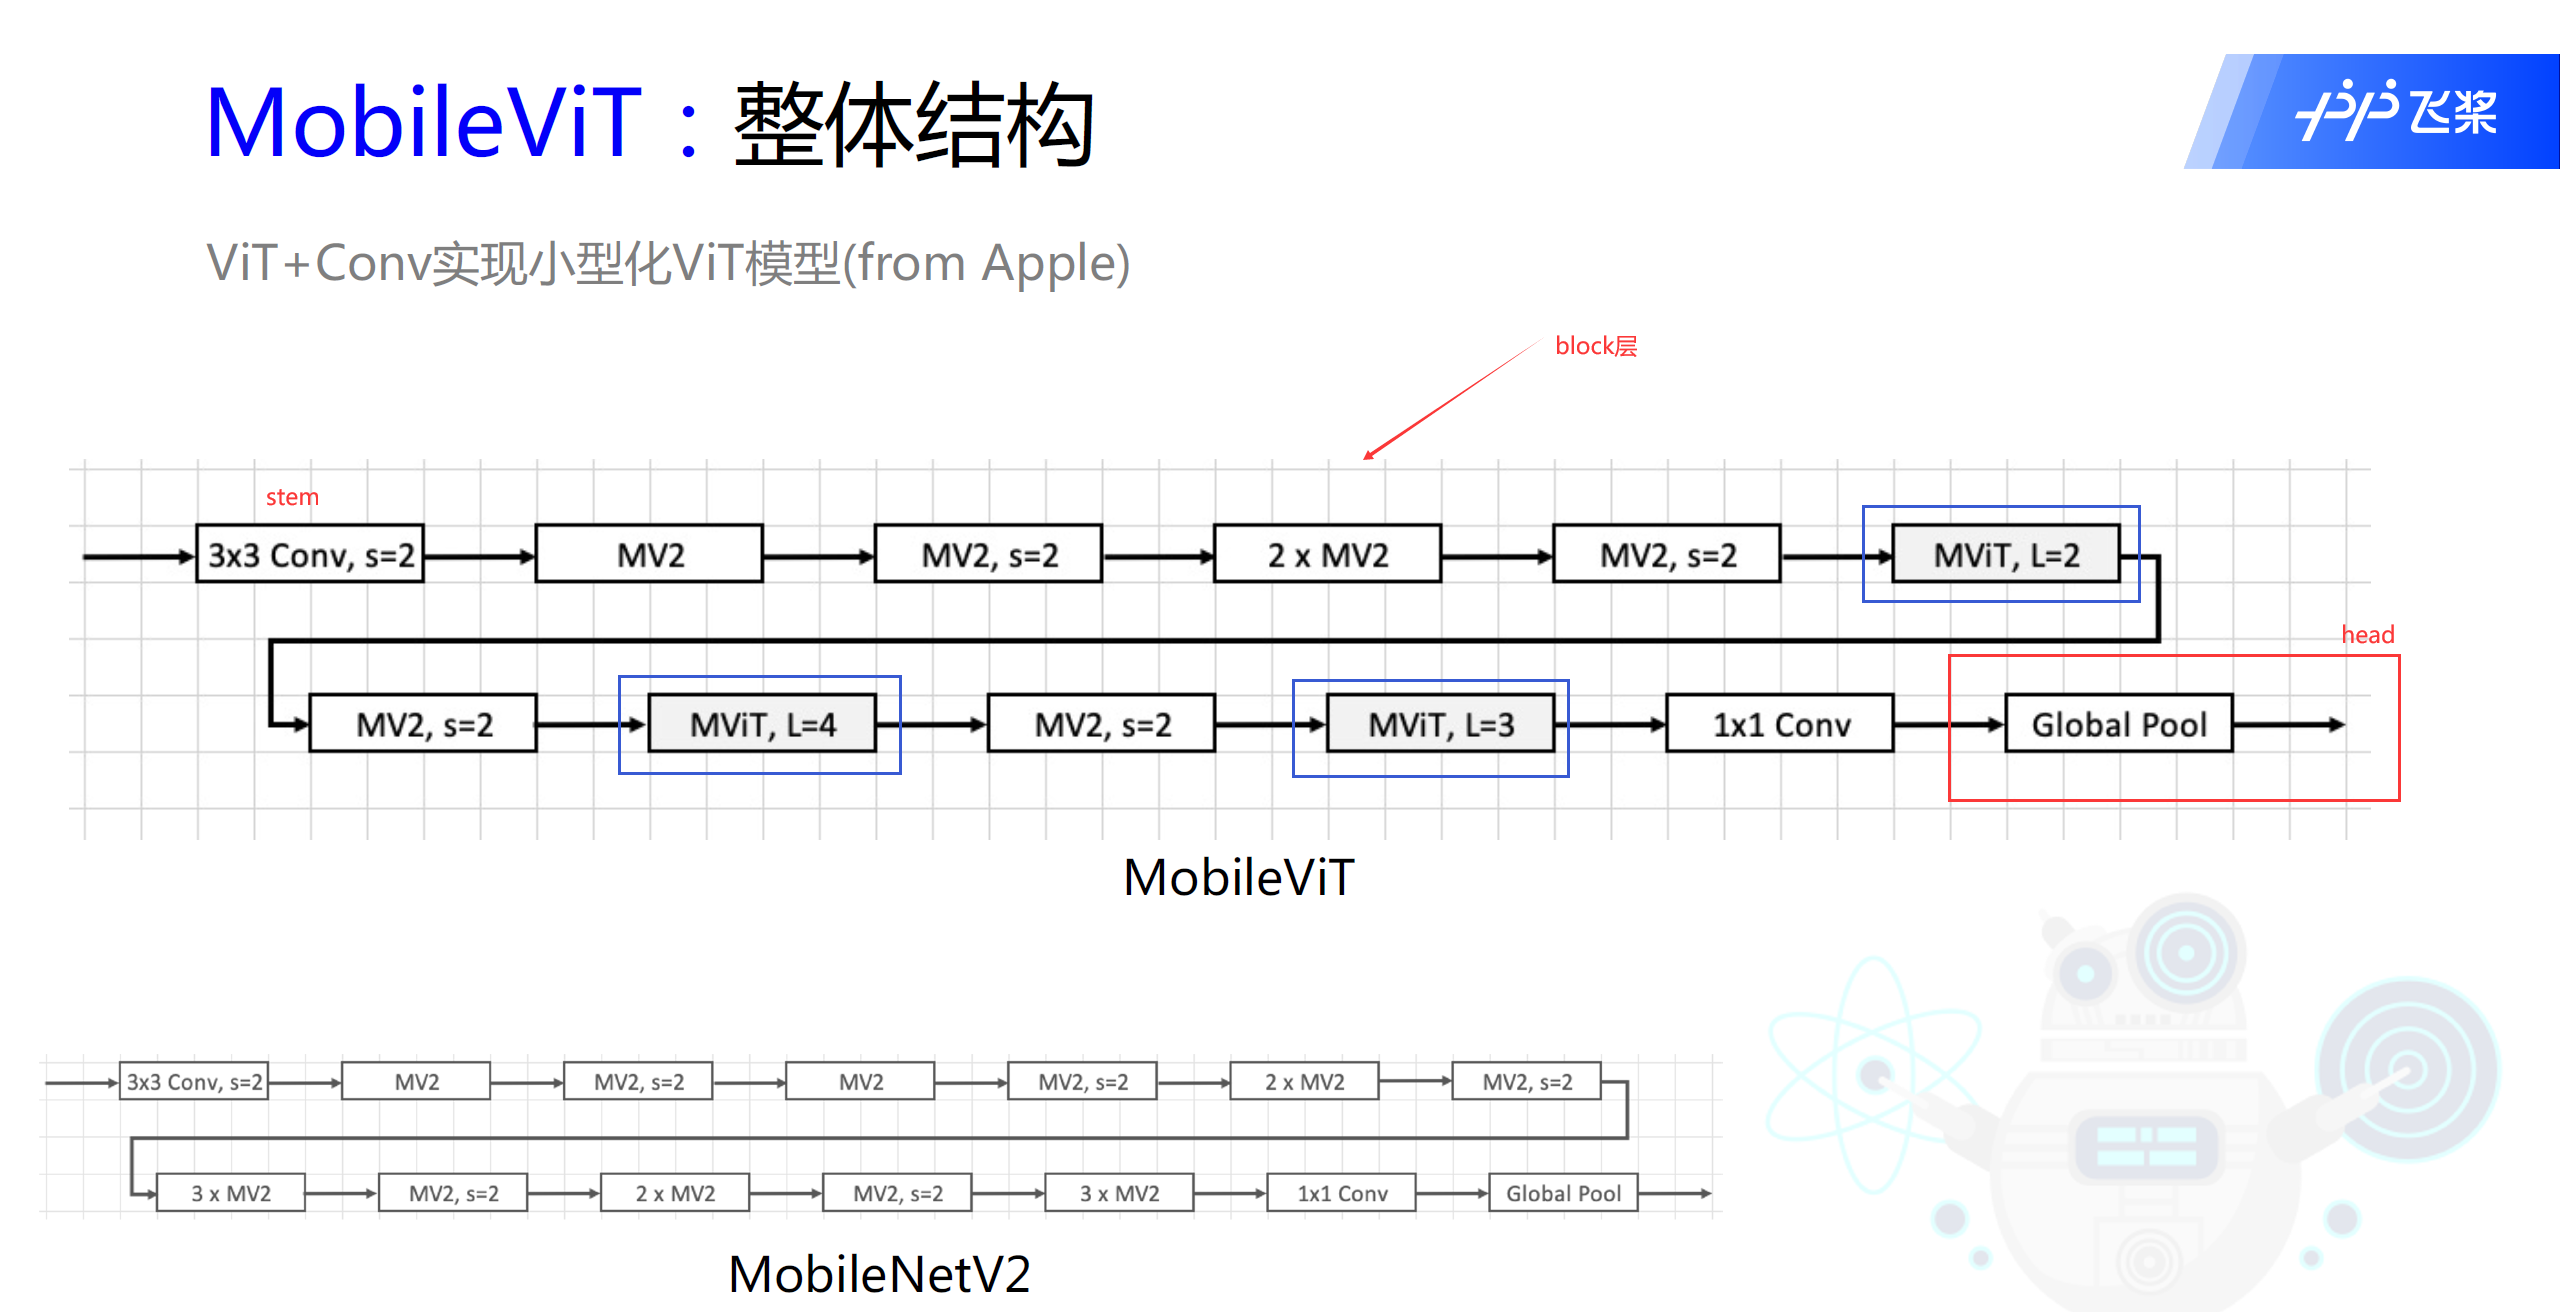 MobileViT：整体结构
飞桨
ViT+Conv实现小型化ViT模型(from Apple)
block层
stem
3x3 Conv, s=2
MV2
MV2, s=2
2 x MV2
MV2, s=2
MViT, L=2
head
MV2, s=2
MViT, L=4
MV2, s=2
MViT, L=3
1x1 Conv
Global Pool
MobileViT
3x3 Conv, s=2
MV2
MV2, s=2
MV2
MV2, s=2
2 x MV2
MV2, s=2
3 x MV2
MV2, s=2
2 x MV2
MV2, s=2
3 x MV2
1x1 Conv
Global Pool
MobileNetV2